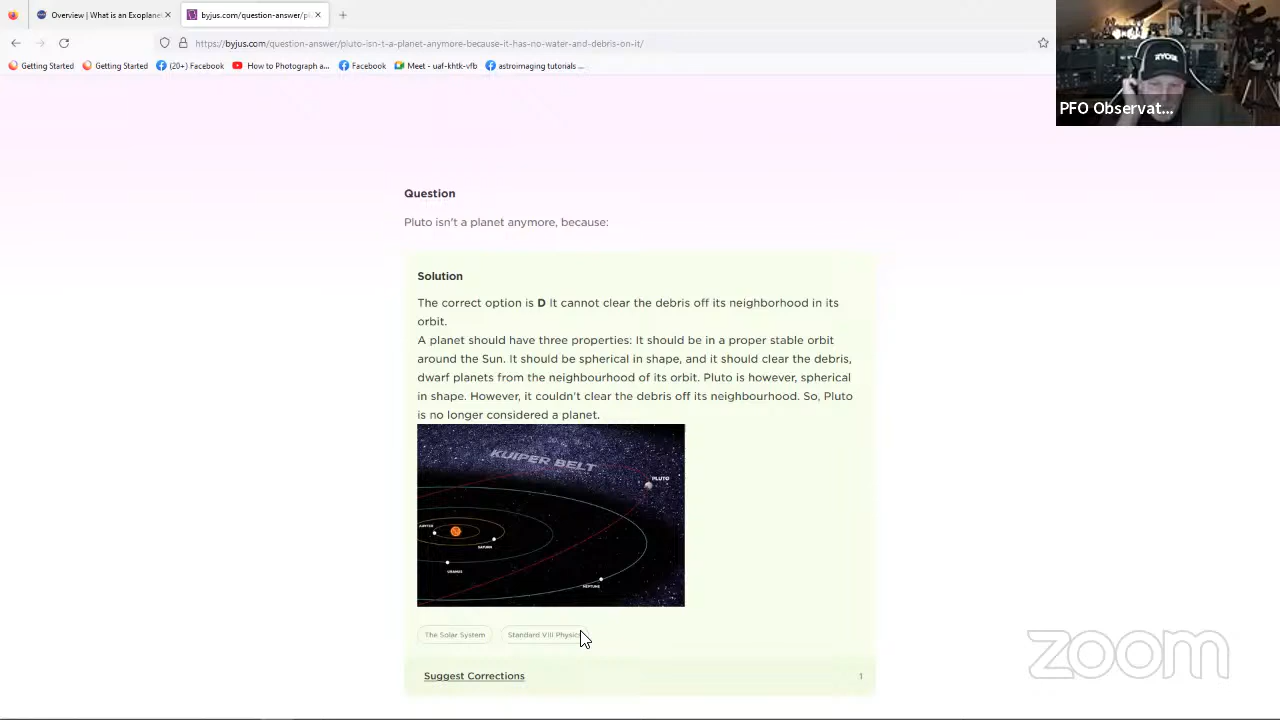 Overview | What is an Exoplane
byjus.com/question-answer/pl
https://byjus.com/question-answer/pluto-isn-t-a-planet-anymore-because-it-has-no-water-and-debris-on-it/
Getting Started
Getting Started
(20+) Facebook
How to Photograph a...
Facebook
Meet - uaf-khtk-vfb
astroimaging tutorials ...
RYOBI
PFO Observat...
Question
Pluto isn't a planet anymore, because:
Solution
The correct option is D It cannot clear the debris off its neighborhood in its
orbit.
A planet should have three properties: It should be in a proper stable orbit
around the Sun. It should be spherical in shape, and it should clear the debris,
dwarf planets from the neighbourhood of its orbit. Pluto is however, spherical
in shape. However, it couldn't clear the debris off its neighbourhood. So, Pluto
is no longer considered a planet.
KUIPER BELT
PLUTO
JUPITER
SATURN
URANUS
NEPTUNE
The Solar System
Standard VIII Physic
Suggest Corrections
1
zoom